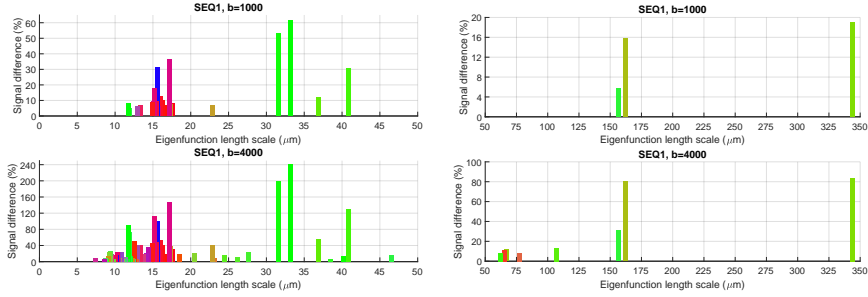 SEQ1, b=1000
Signal difference (%)
60
50
40
30
20
10
0
0 5 10 15 20 25 30 35 40 45 50
Eigenfunction length scale (μm)
SEQ1, b=1000
Signal difference (%)
20
16
12
8
4
0
50 75 100 125 150 175 200 225 250 275 300 325 350
Eigenfunction length scale (μm)
SEQ1, b=4000
Signal difference (%)
240
200
160
120
80
40
0
0 5 10 15 20 25 30 35 40 45 50
Eigenfunction length scale (μm)
SEQ1, b=4000
Signal difference (%)
100
80
60
40
20
0
50 75 100 125 150 175 200 225 250 275 300 325 350
Eigenfunction length scale (μm)